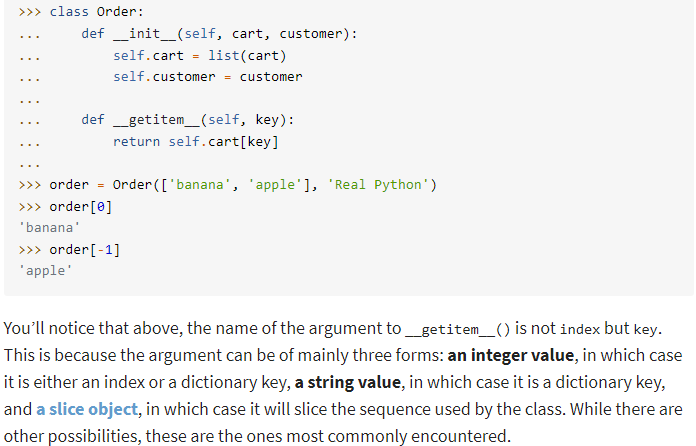 >>> class Order:
...     def __init__(self, cart, customer):
...         self.cart = list(cart)
...         self.customer = customer
...
...     def __getitem__(self, key):
...         return self.cart[key]
...
>>> order = Order(['banana', 'apple'], 'Real Python')
>>> order[0]
'banana'
>>> order[-1]
'apple'
You’ll notice that above, the name of the argument to __getitem__() is not index but key.
This is because the argument can be of mainly three forms: an integer value, in which case
it is either an index or a dictionary key, a string value, in which case it is a dictionary key,
and a slice object, in which case it will slice the sequence used by the class. While there are
other possibilities, these are the ones most commonly encountered.